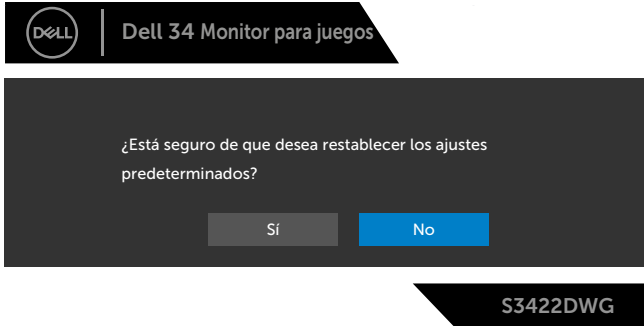 DELL
Dell 34 Monitor para juegos
¿Está seguro de que desea restablecer los ajustes
predeterminados?
Sí
No
S3422DWG